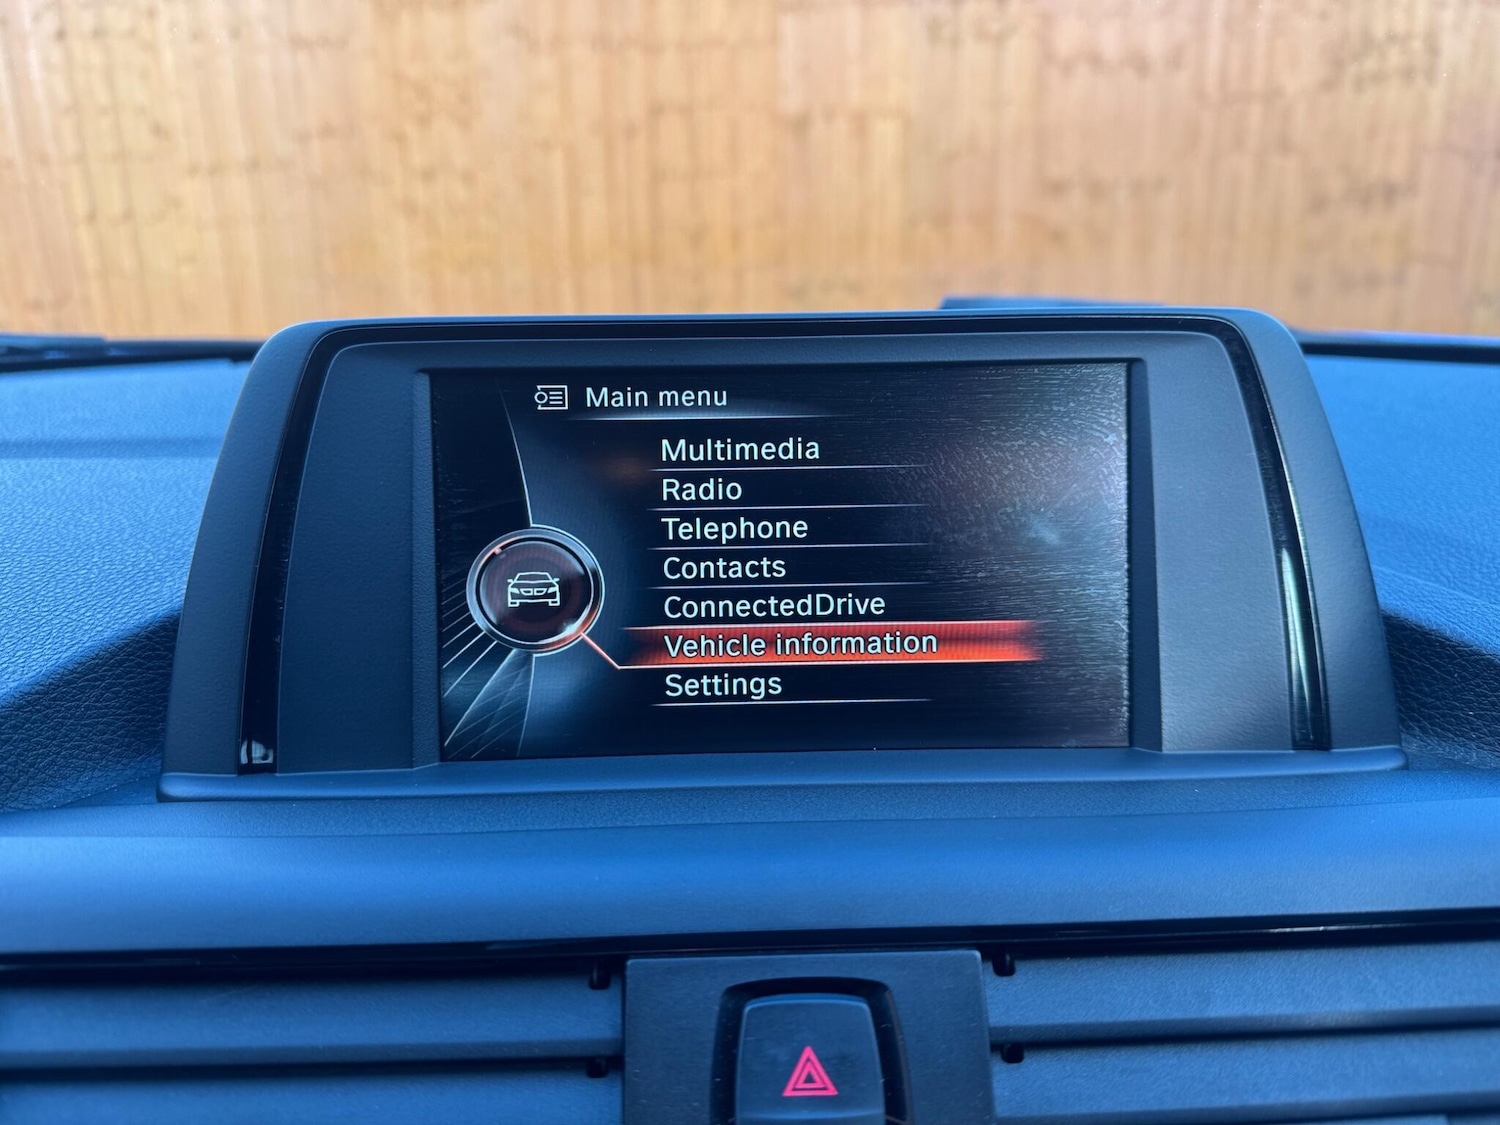 Main menu
Multimedia
Radio
Telephone
Contacts
ConnectedDrive
Vehicle information
Settings